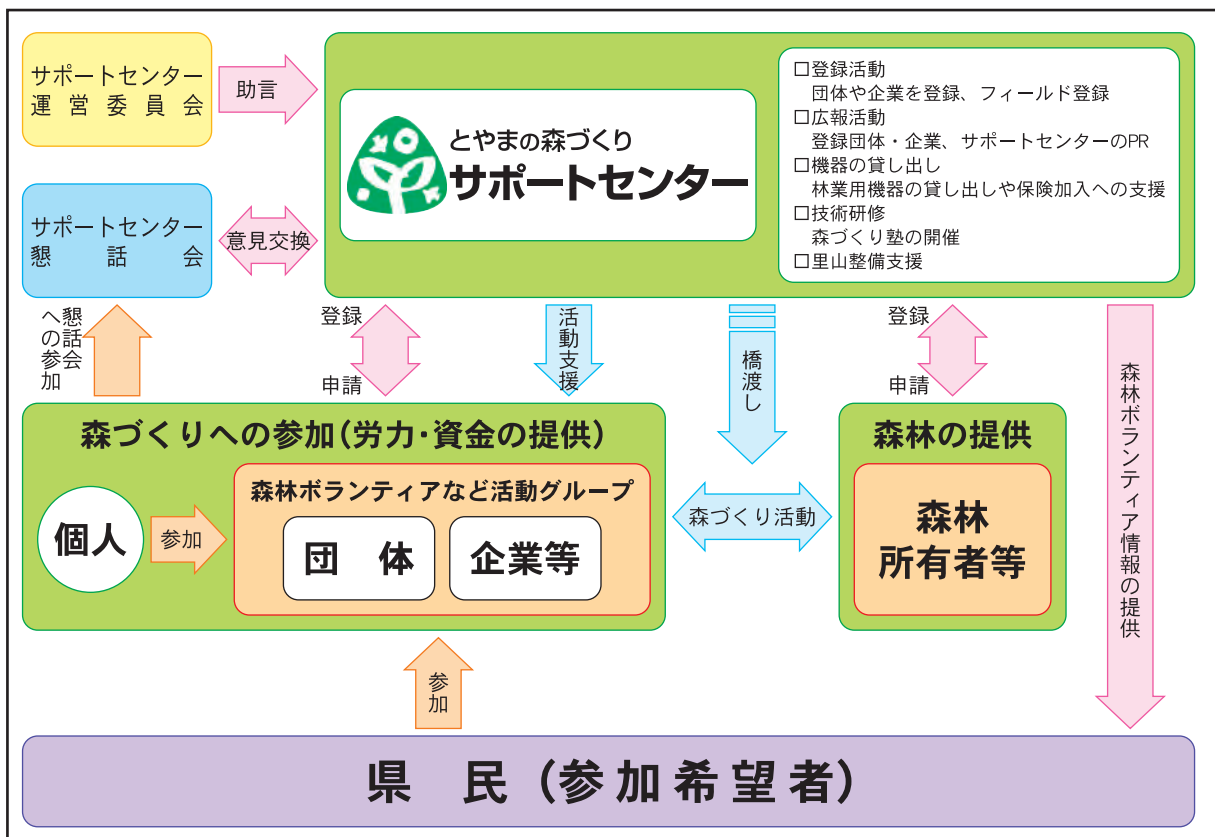 サポートセンター
運営委員会
助言
とやまの森づくり
サポートセンター
□登録活動
団体や企業を登録、フィールド登録
□広報活動
登録団体・企業、サポートセンターのPR
□機器の貸し出し
林業用機器の貸し出しや保険加入への支援
□技術研修
森づくり塾の開催
□里山整備支援
サポートセンター
懇話会
意見交換
懇話会
への参加
登録
申請
活動支援
橋渡し
登録
申請
森林ボランティア情報の提供
森づくりへの参加(労力・資金の提供)
個人
参加
森林ボランティアなど活動グループ
団体
企業等
森づくり活動
森林の提供
森林
所有者等
参加
県民(参加希望者)